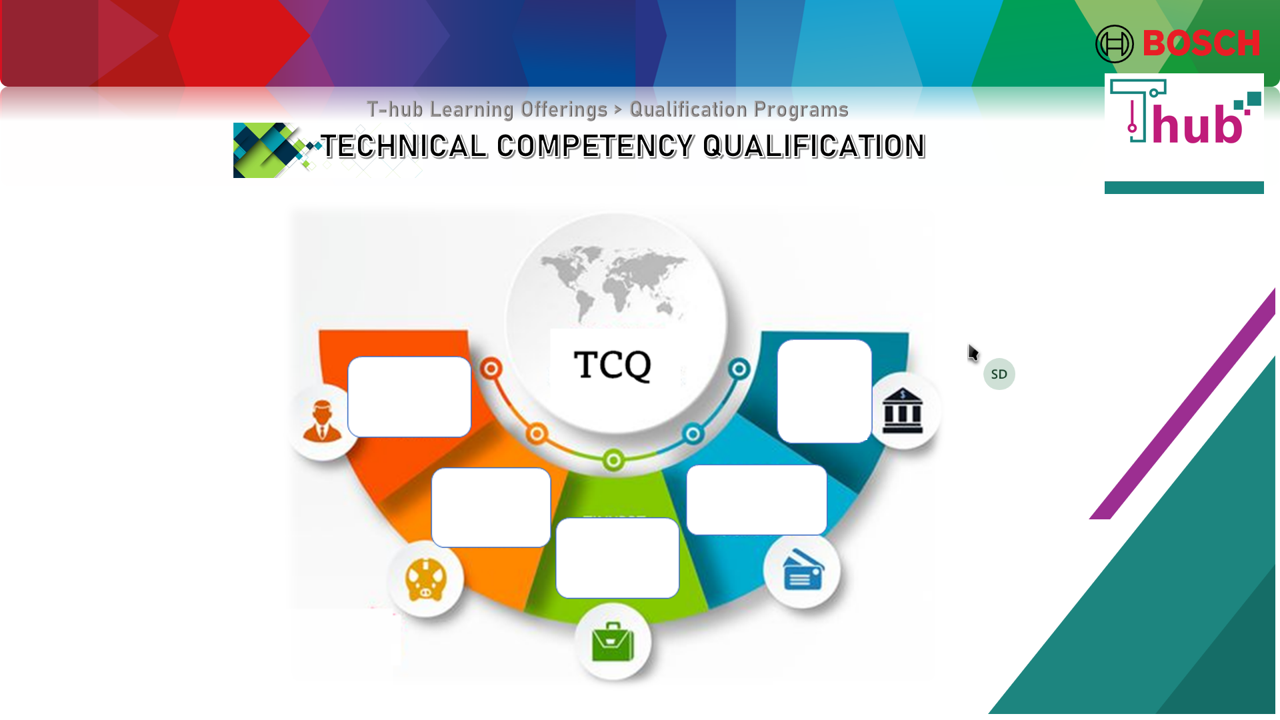 BOSCH
T-hub Learning Offerings > Qualification Programs
Thub
TECHNICAL COMPETENCY QUALIFICATION
TCQ
SD
$